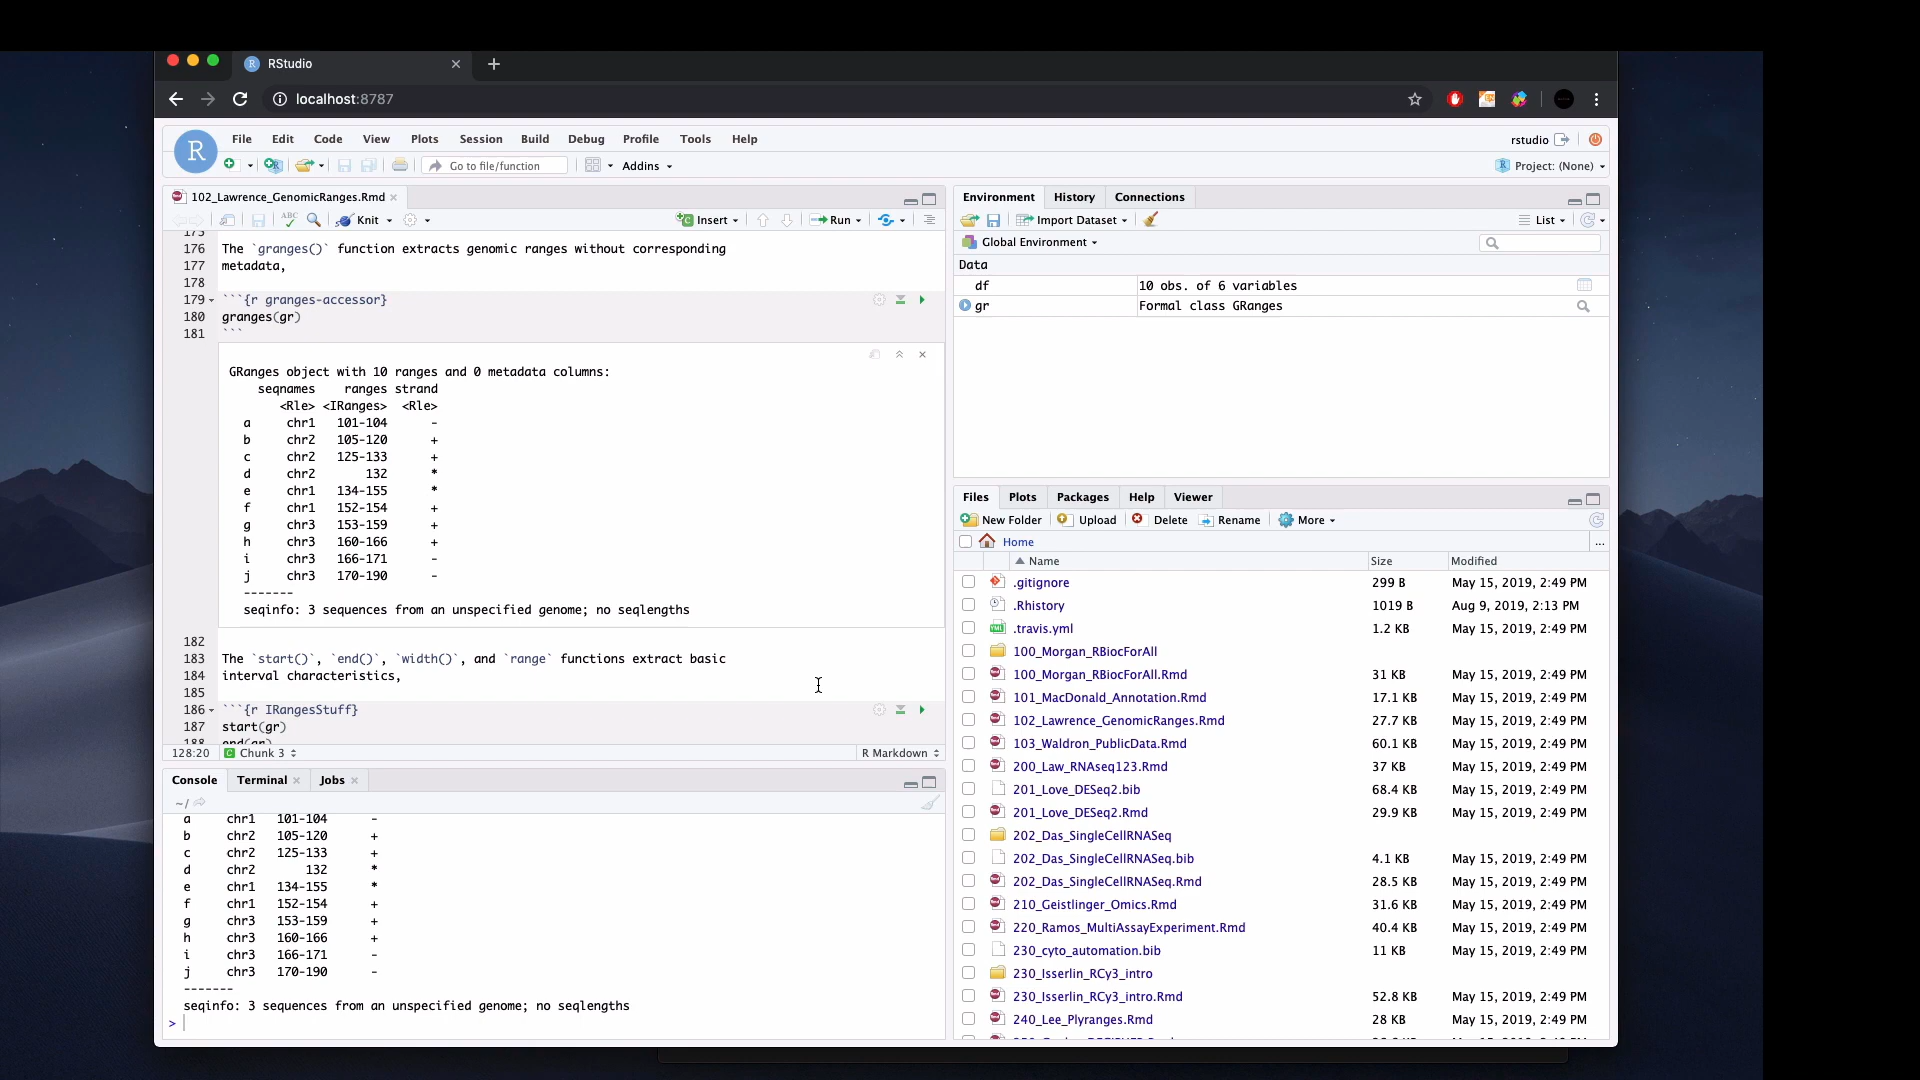 RStudio
localhost:8787
File Edit Code View Plots Session Build Debug Profile Tools Help
rstudio
Go to file/function
Addins
Project: (None)
102_Lawrence_GenomicRanges.Rmd
ABC
Knit
Insert
Run
175
176 The `granges()` function extracts genomic ranges without corresponding
177 metadata,
178
179 ```{r granges-accessor}
180 granges(gr)
181 ```
GRanges object with 10 ranges and 0 metadata columns:
seqnames ranges strand
<Rle> <IRanges> <Rle>
a chr1 101-104 -
b chr2 105-120 +
c chr2 125-133 +
d chr2 132 *
e chr1 134-155 *
f chr1 152-154 +
g chr3 153-159 +
h chr3 160-166 +
i chr3 166-171 -
j chr3 170-190 -
-------
seqinfo: 3 sequences from an unspecified genome; no seqlengths
182
183 The `start()`, `end()`, `width()`, and `range` functions extract basic
184 interval characteristics,
185
186 ```{r IRangesStuff}
187 start(gr)
188 end(gr)
128:20 Chunk 3 R Markdown
Console Terminal Jobs
~/
a chr1 101-104 -
b chr2 105-120 +
c chr2 125-133 +
d chr2 132 *
e chr1 134-155 *
f chr1 152-154 +
g chr3 153-159 +
h chr3 160-166 +
i chr3 166-171 -
j chr3 170-190 -
-------
seqinfo: 3 sequences from an unspecified genome; no seqlengths
>
Environment History Connections
Import Dataset
List
Global Environment
Data
df 10 obs. of 6 variables
gr Formal class GRanges
Files Plots Packages Help Viewer
New Folder Upload Delete Rename More
Home ...
Name Size Modified
.gitignore 299 B May 15, 2019, 2:49 PM
.Rhistory 1019 B Aug 9, 2019, 2:13 PM
.travis.yml 1.2 KB May 15, 2019, 2:49 PM
100_Morgan_RBiocForAll
100_Morgan_RBiocForAll.Rmd 31 KB May 15, 2019, 2:49 PM
101_MacDonald_Annotation.Rmd 17.1 KB May 15, 2019, 2:49 PM
102_Lawrence_GenomicRanges.Rmd 27.7 KB May 15, 2019, 2:49 PM
103_Waldron_PublicData.Rmd 60.1 KB May 15, 2019, 2:49 PM
200_Law_RNAseq123.Rmd 37 KB May 15, 2019, 2:49 PM
201_Love_DESeq2.bib 68.4 KB May 15, 2019, 2:49 PM
201_Love_DESeq2.Rmd 29.9 KB May 15, 2019, 2:49 PM
202_Das_SingleCellRNASeq
202_Das_SingleCellRNASeq.bib 4.1 KB May 15, 2019, 2:49 PM
202_Das_SingleCellRNASeq.Rmd 28.5 KB May 15, 2019, 2:49 PM
210_Geistlinger_Omics.Rmd 31.6 KB May 15, 2019, 2:49 PM
220_Ramos_MultiAssayExperiment.Rmd 40.4 KB May 15, 2019, 2:49 PM
230_cyto_automation.bib 11 KB May 15, 2019, 2:49 PM
230_Isserlin_RCy3_intro
230_Isserlin_RCy3_intro.Rmd 52.8 KB May 15, 2019, 2:49 PM
240_Lee_Plyranges.Rmd 28 KB May 15, 2019, 2:49 PM